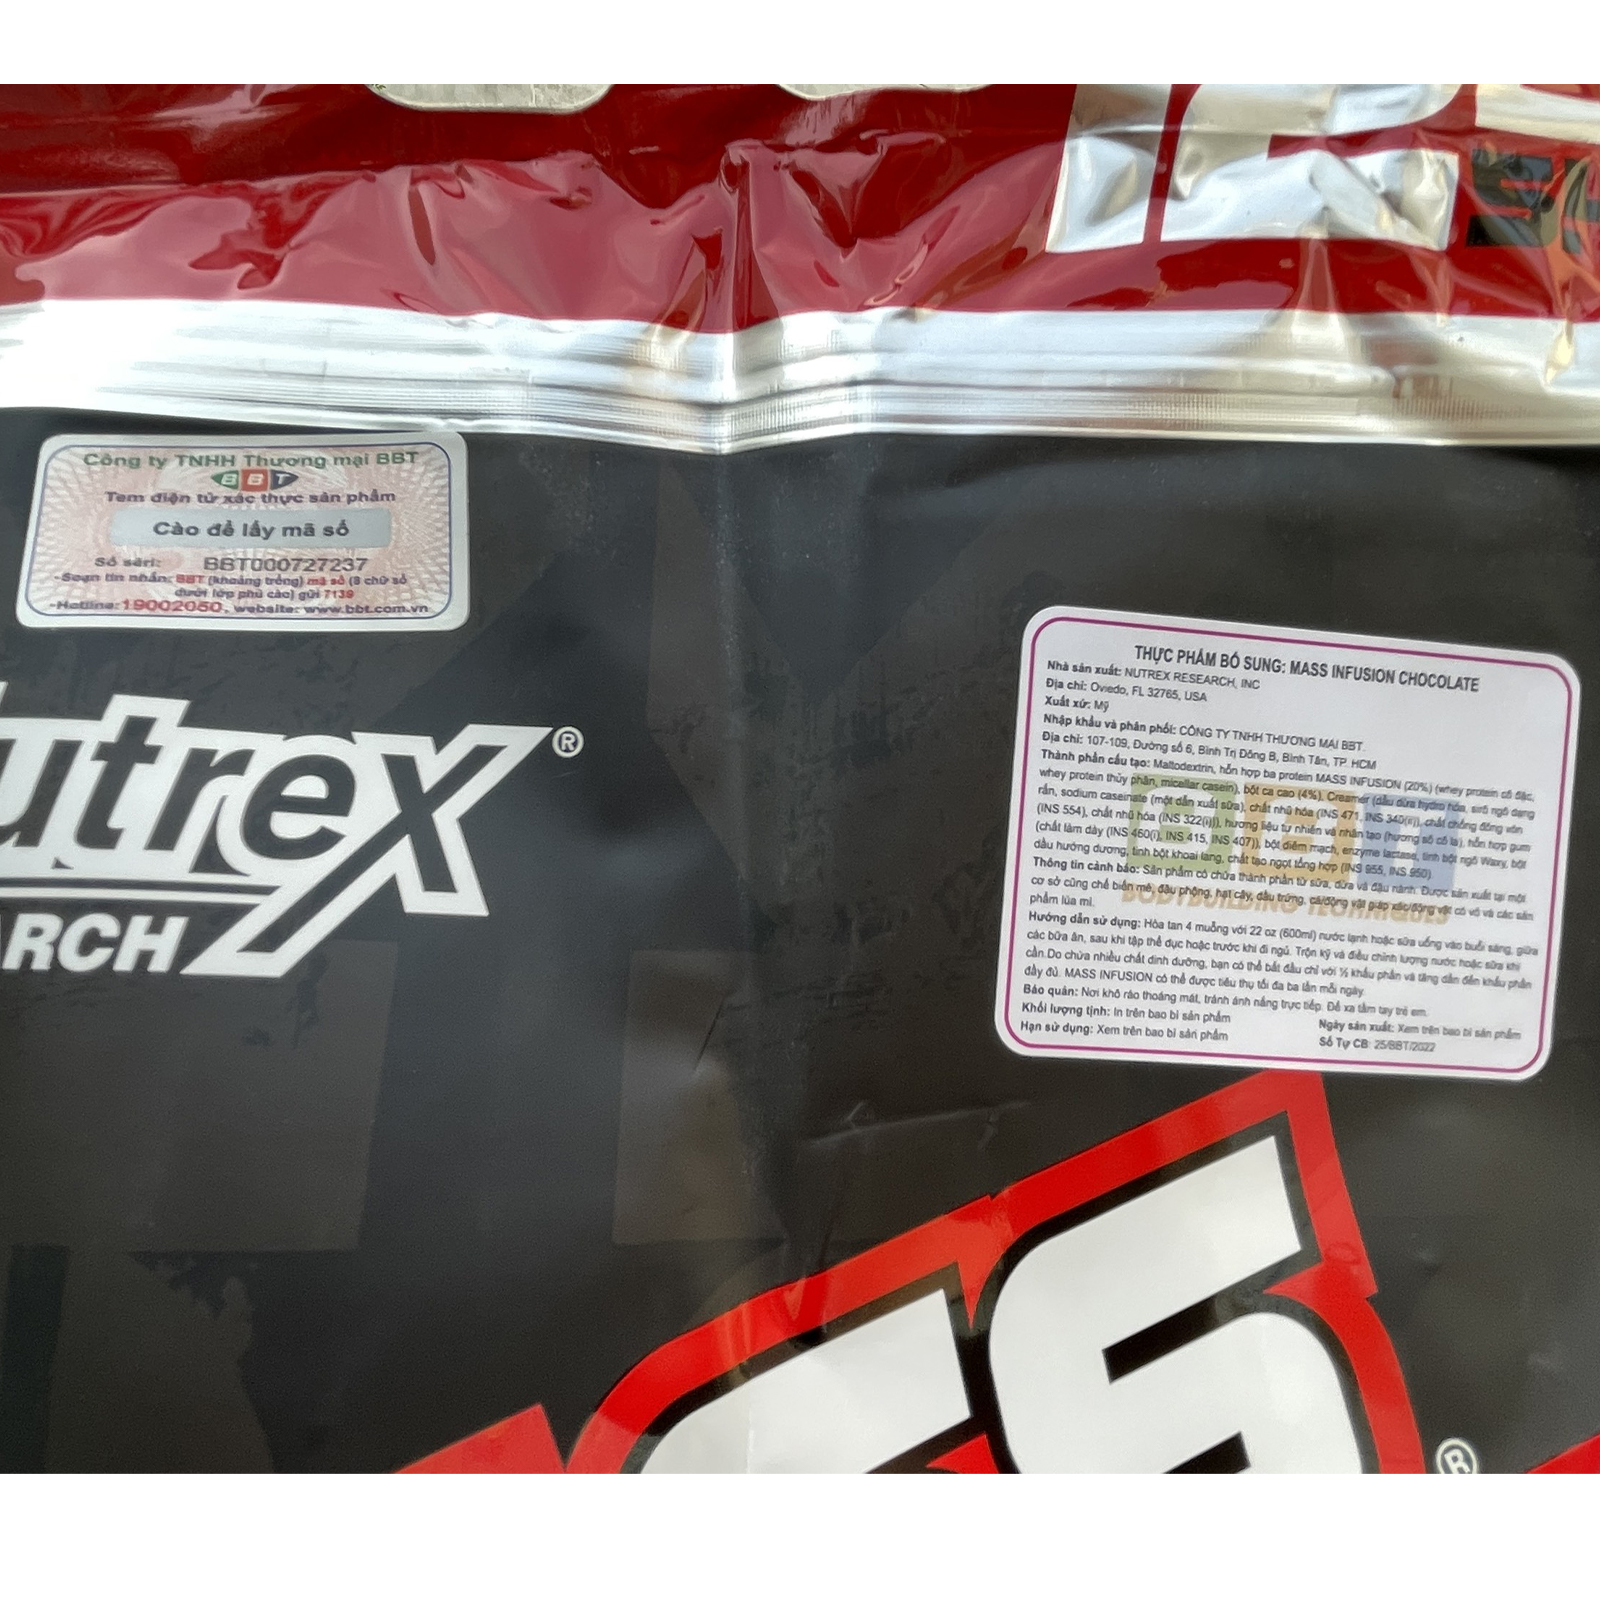 Công ty TNHH Thương mại BBT
BBT
Tem điện tử xác thực sản phẩm
Cào để lấy mã số
Số sêri: BBT000727237
-Soạn tin nhắn: BBT (khoảng trống) mã số (8 chữ số
dưới lớp phủ cào) gửi 7139
-Hotline: 19002050, website: www.bbt.com.vn
utrex®
ARCH
THỰC PHẨM BỔ SUNG: MASS INFUSION CHOCOLATE
Nhà sản xuất: NUTREX RESEARCH, INC
Địa chỉ: Oviedo, FL 32765, USA
Xuất xứ: Mỹ
Nhập khẩu và phân phối: CÔNG TY TNHH THƯƠNG MẠI BBT.
Địa chỉ: 107-109, Đường số 6, Bình Trị Đông B, Bình Tân, TP. HCM
Thành phần cấu tạo: Maltodextrin, hỗn hợp ba protein MASS INFUSION (20%) (whey protein cô đặc,
whey protein thủy phân, micellar casein), bột ca cao (4%), Creamer (dầu dừa hydro hóa, sirô ngô dạng
rắn, sodium caseinate (một dẫn xuất sữa), chất nhũ hóa (INS 471, INS 340(ii)), chất chống đông vón
(INS 554), chất nhũ hóa (INS 322(i))), hương liệu tự nhiên và nhân tạo (hương số cô la), hỗn hợp gum
(chất làm dày (INS 460(i), INS 415, INS 407)), bột diêm mạch, enzyme lactase, tinh bột ngô Waxy, bột
dầu hướng dương, tinh bột khoai lang, chất tạo ngọt tổng hợp (INS 955, INS 950).
Thông tin cảnh báo: Sản phẩm có chứa thành phần từ sữa, dừa và đậu nành. Được sản xuất tại một
cơ sở cũng chế biến mè, đậu phộng, hạt cây, đậu trứng, cá/động vật giáp xác/động vật có vỏ và các sản
phẩm lúa mì.
BODYBUILDING TECHNIQUES
Hướng dẫn sử dụng: Hòa tan 4 muỗng với 22 oz (600ml) nước lạnh hoặc sữa uống vào buổi sáng, giữa
các bữa ăn, sau khi tập thể dục hoặc trước khi đi ngủ. Trộn kỹ và điều chỉnh lượng nước hoặc sữa khi
cần.Do chứa nhiều chất dinh dưỡng, bạn có thể bắt đầu chỉ với ½ khẩu phần và tăng dần đến khẩu phần
đầy đủ. MASS INFUSION có thể được tiêu thụ tối đa ba lần mỗi ngày.
Bảo quản: Nơi khô ráo thoáng mát, tránh ánh nắng trực tiếp. Để xa tầm tay trẻ em.
Khối lượng tịnh: In trên bao bì sản phẩm
Ngày sản xuất: Xem trên bao bì sản phẩm
Hạn sử dụng: Xem trên bao bì sản phẩm
Số Tự CB: 25/BBT/2022
SS®